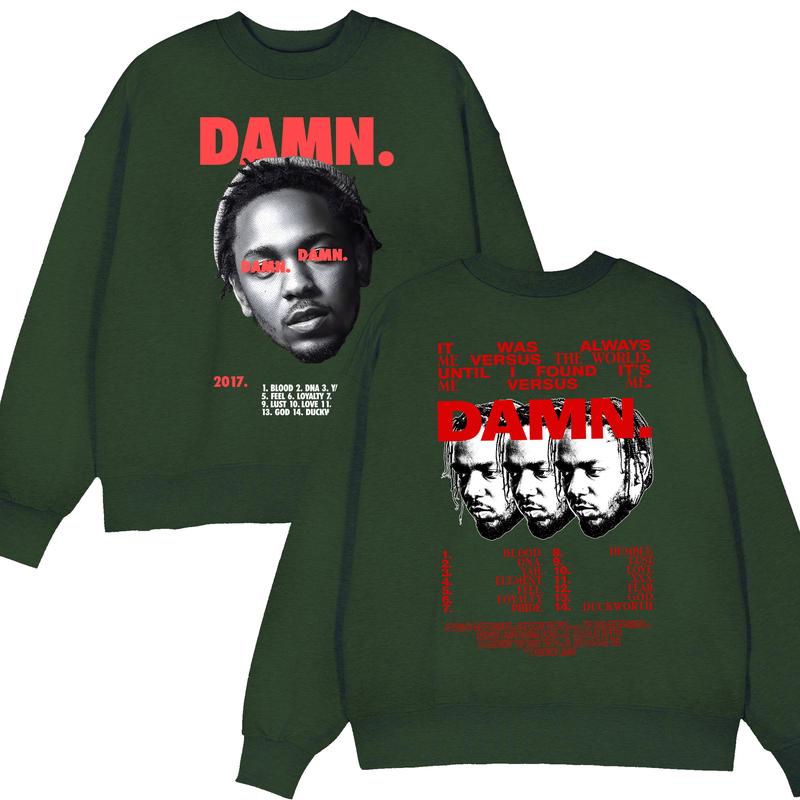 DAMN.
DAMN. DAMN.
2017.
1. BLOOD 2. DNA 3. Y
5. FEEL 6. LOYALTY 7.
9. LUST 10. LOVE 11.
13. GOD 14. DUCKW
IT WAS ALWAYS
ME VERSUS THE WORLD.
UNTIL I FOUND IT'S
ME VERSUS ME.
DAMN.
1. BLOOD 8. HUMBLE
2. DNA 9. LUST
3. YAH 10. LOVE
4. ELEMENT 11. XXX
5. FEEL 12. FEAR
6. LOYALTY 13. GOD
7. PRIDE 14. DUCKWORTH